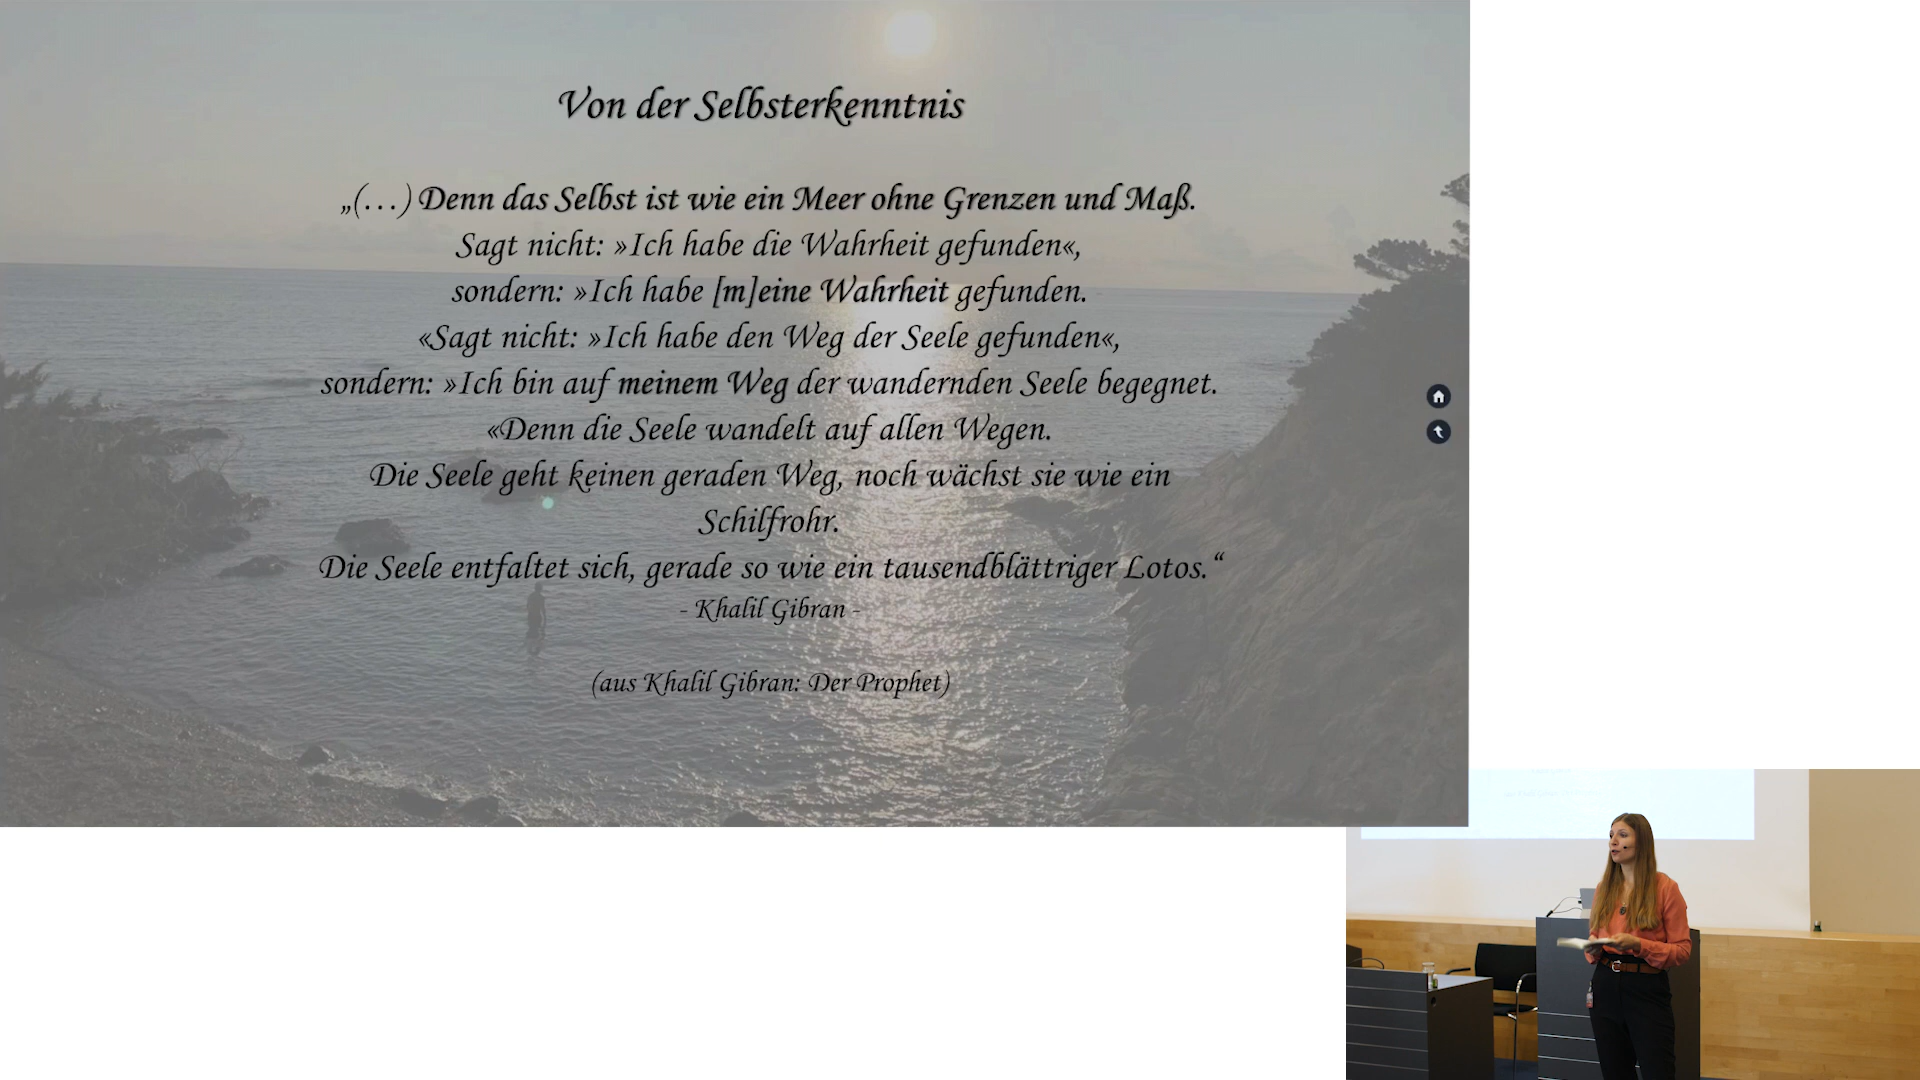 Von der Selbsterkenntnis
„(…) Denn das Selbst ist wie ein Meer ohne Grenzen und Maß.
Sagt nicht: »Ich habe die Wahrheit gefunden«,
sondern: »Ich habe [m]eine Wahrheit gefunden.
«Sagt nicht: »Ich habe den Weg der Seele gefunden«,
sondern: »Ich bin auf meinem Weg der wandernden Seele begegnet.
«Denn die Seele wandelt auf allen Wegen.
Die Seele geht keinen geraden Weg, noch wächst sie wie ein
Schilfrohr.
Die Seele entfaltet sich, gerade so wie ein tausendblättriger Lotos.“
- Khalil Gibran -
(aus Khalil Gibran: Der Prophet)